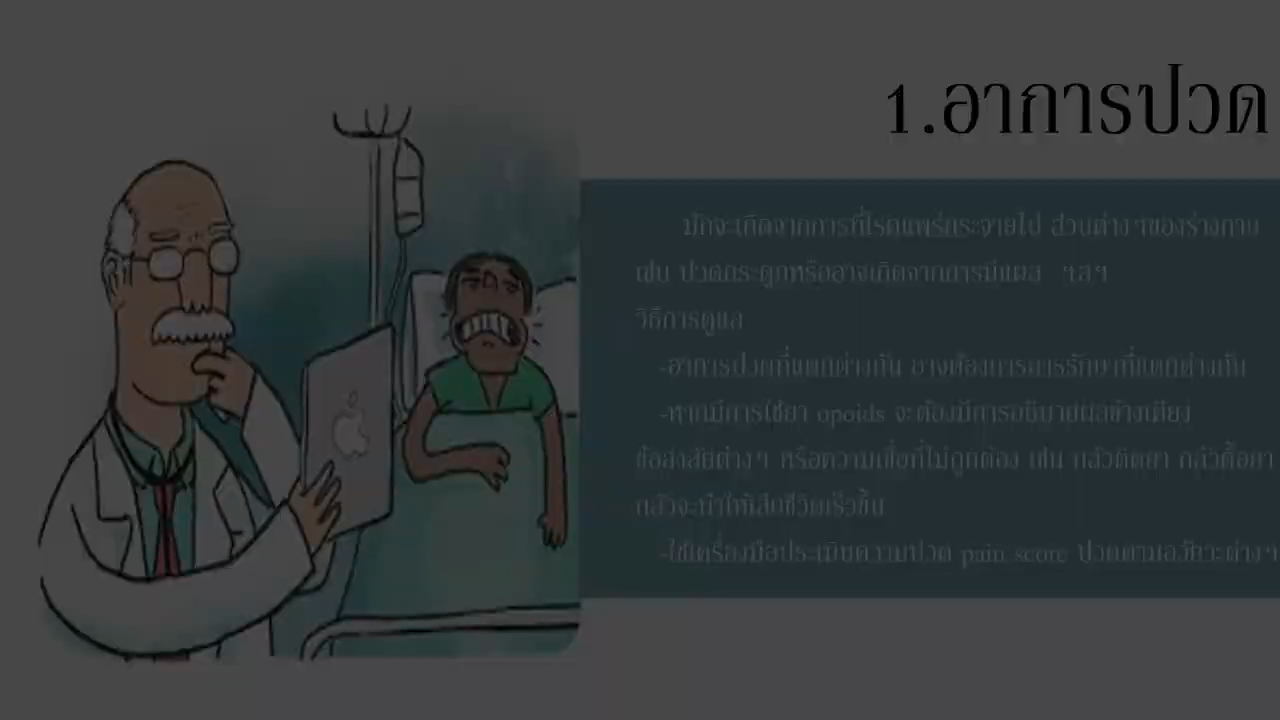 1.อาการปวด
มักจะเกิดจากการที่โรคแพร่กระจายไป ส่วนต่างๆของร่างกาย
เช่น ปวดกระดูกหรืออาจเกิดจากการมีแผล ฯลฯ
วิธีการดูแล
-อาการปวดที่แตกต่างกัน อาจต้องการการรักษาที่แตกต่างกัน
-หากมีการใช้ยา opoids จะต้องมีการอธิบายผลข้างเคียง
ข้อสงสัยต่างๆ หรือความเชื่อที่ไม่ถูกต้อง เช่น กลัวติดยา กลัวดื้อยา
กลัวจะทำให้เสียชีวิตเร็วขึ้น
-ใช้เครื่องมือประเมินความปวด pain score ปวดตามอวัยวะต่างๆ